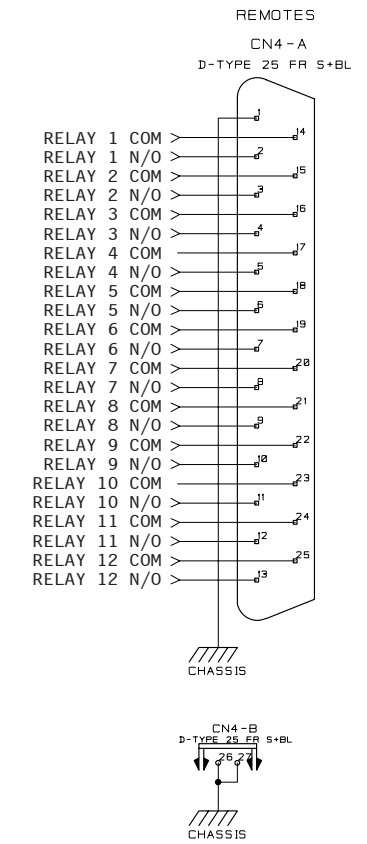 REMOTES
CN4-A
D-TYPE 25 FR S+BL
1
RELAY 1 COM 14
RELAY 1 N/O 2
RELAY 2 COM 15
RELAY 2 N/O 3
RELAY 3 COM 16
RELAY 3 N/O 4
RELAY 4 COM 17
RELAY 4 N/O 5
RELAY 5 COM 18
RELAY 5 N/O 6
RELAY 6 COM 19
RELAY 6 N/O 7
RELAY 7 COM 20
RELAY 7 N/O 8
RELAY 8 COM 21
RELAY 8 N/O 9
RELAY 9 COM 22
RELAY 9 N/O 10
RELAY 10 COM 23
RELAY 10 N/O 11
RELAY 11 COM 24
RELAY 11 N/O 12
RELAY 12 COM 25
RELAY 12 N/O 13
CHASSIS
CN4-B
D-TYPE 25 FR S+BL
26 27
CHASSIS